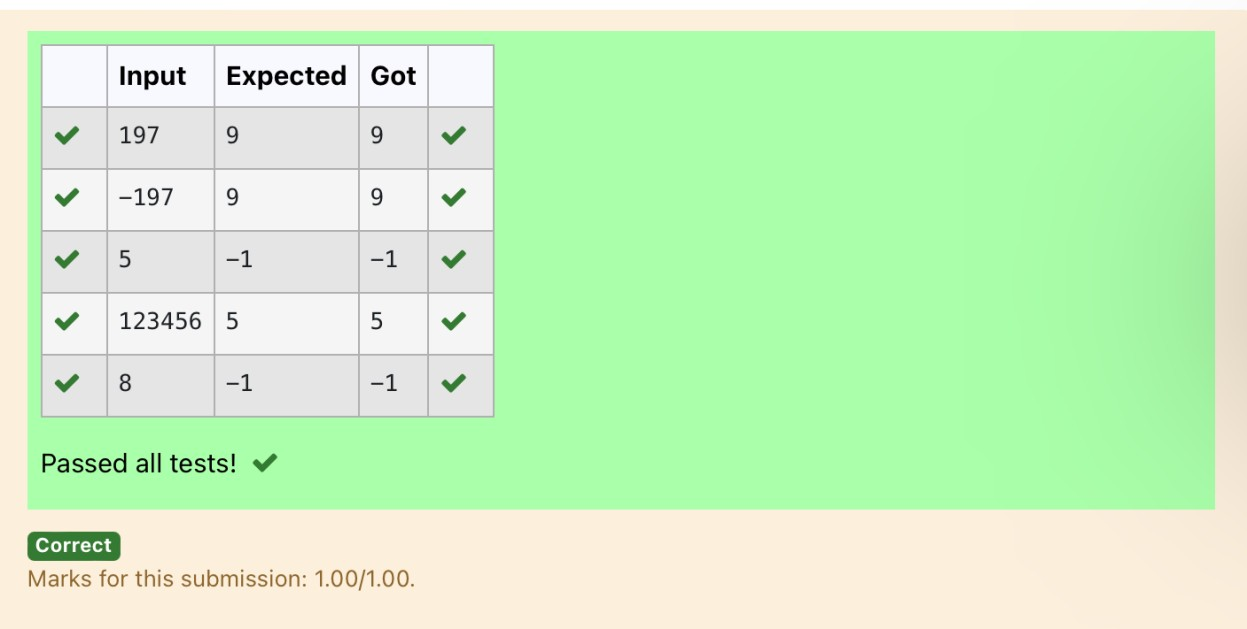 Input Expected Got
197 9 9
−197 9 9
5 −1 −1
123456 5 5
8 −1 −1
Passed all tests!
Correct
Marks for this submission: 1.00/1.00.